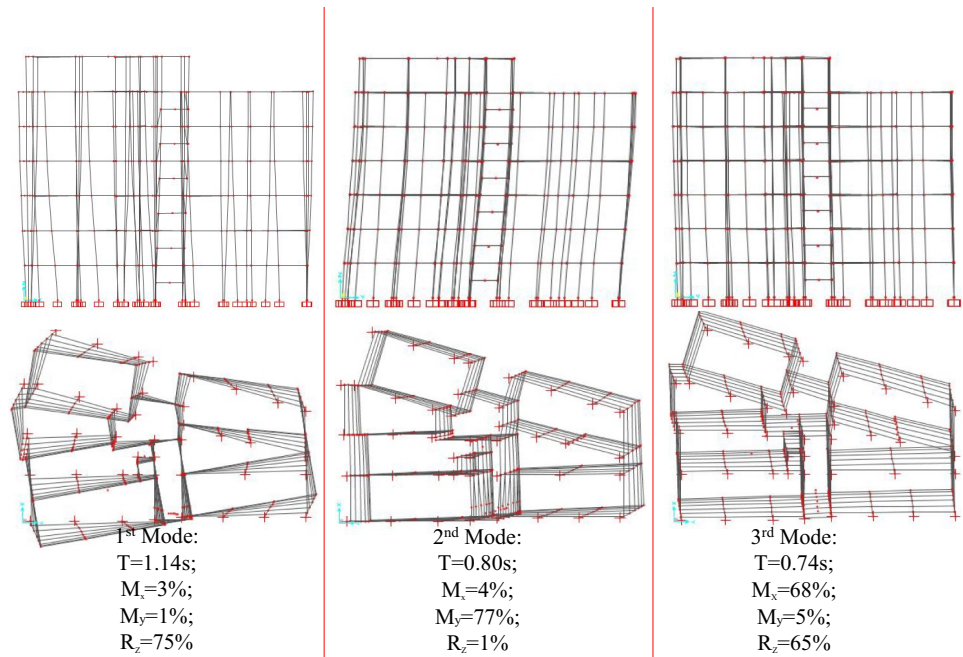 1st Mode:
T=1.14s;
Mx=3%;
My=1%;
Rz=75%
2nd Mode:
T=0.80s;
Mx=4%;
My=77%;
Rz=1%
3rd Mode:
T=0.74s;
Mx=68%;
My=5%;
Rz=65%